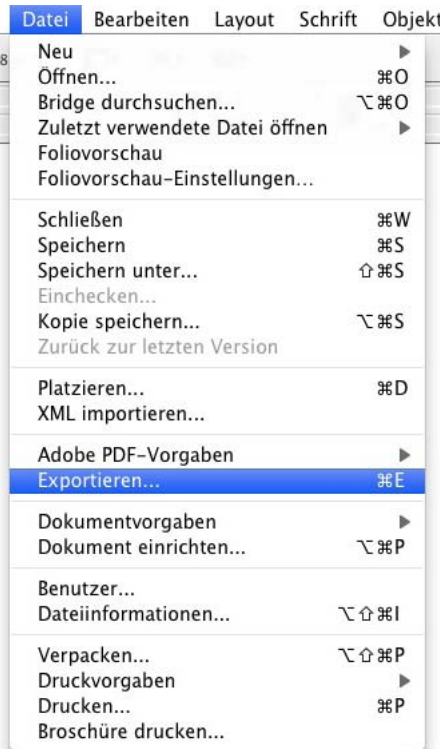 Datei Bearbeiten Layout Schrift Objekt
8
Neu ▶
Öffnen... ⌘O
Bridge durchsuchen... ⌥⌘O
Zuletzt verwendete Datei öffnen ▶
Foliovorschau
Foliovorschau-Einstellungen...
Schließen ⌘W
Speichern ⌘S
Speichern unter... ⇧⌘S
Einchecken...
Kopie speichern... ⌥⌘S
Zurück zur letzten Version
Platzieren... ⌘D
XML importieren...
Adobe PDF-Vorgaben ▶
Exportieren... ⌘E
Dokumentvorgaben ▶
Dokument einrichten... ⌥⌘P
Benutzer...
Dateiinformationen... ⌥⇧⌘I
Verpacken... ⌥⇧⌘P
Druckvorgaben ▶
Drucken... ⌘P
Broschüre drucken...